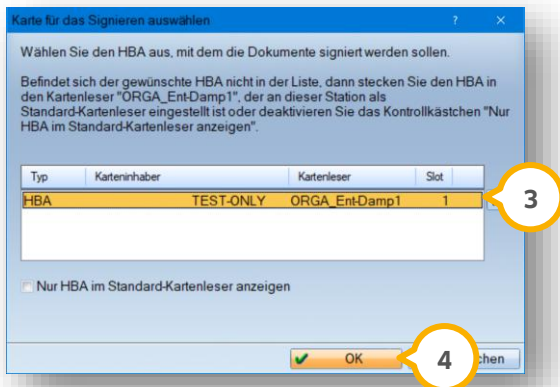 Karte für das Signieren auswählen ? ×
Wählen Sie den HBA aus, mit dem die Dokumente signiert werden sollen.
Befindet sich der gewünschte HBA nicht in der Liste, dann stecken Sie den HBA in
den Kartenleser "ORGA_Ent-Damp1", der an dieser Station als
Standard-Kartenleser eingestellt ist oder deaktivieren Sie das Kontrollkästchen "Nur
HBA im Standard-Kartenleser anzeigen".
Typ Karteninhaber Kartenleser Slot
HBA TEST-ONLY ORGA_Ent-Damp1 1
3
Nur HBA im Standard-Kartenleser anzeigen
OK
4
chen